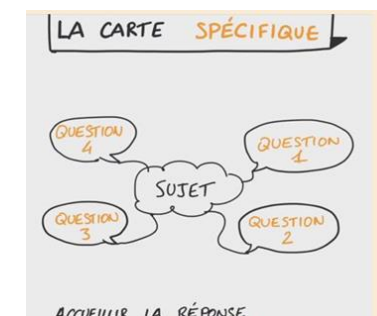 LA CARTE SPÉCIFIQUE
QUESTION
4
QUESTION
1
SUJET
QUESTION
3
QUESTION
2
ACCUEILLIR LA RÉPONSE